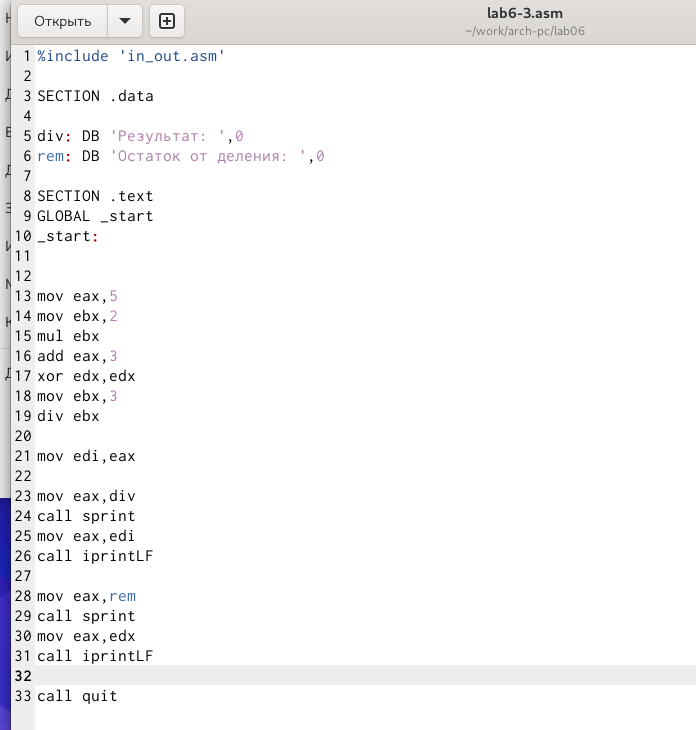 Открыть
lab6-3.asm
~/work/arch-pc/lab06
1 %include 'in_out.asm'
2
3 SECTION .data
4
5 div: DB 'Результат: ',0
6 rem: DB 'Остаток от деления: ',0
7
8 SECTION .text
9 GLOBAL _start
10 _start:
11
12
13 mov eax,5
14 mov ebx,2
15 mul ebx
16 add eax,3
17 xor edx,edx
18 mov ebx,3
19 div ebx
20
21 mov edi,eax
22
23 mov eax,div
24 call sprint
25 mov eax,edi
26 call iprintLF
27
28 mov eax,rem
29 call sprint
30 mov eax,edx
31 call iprintLF
32
33 call quit